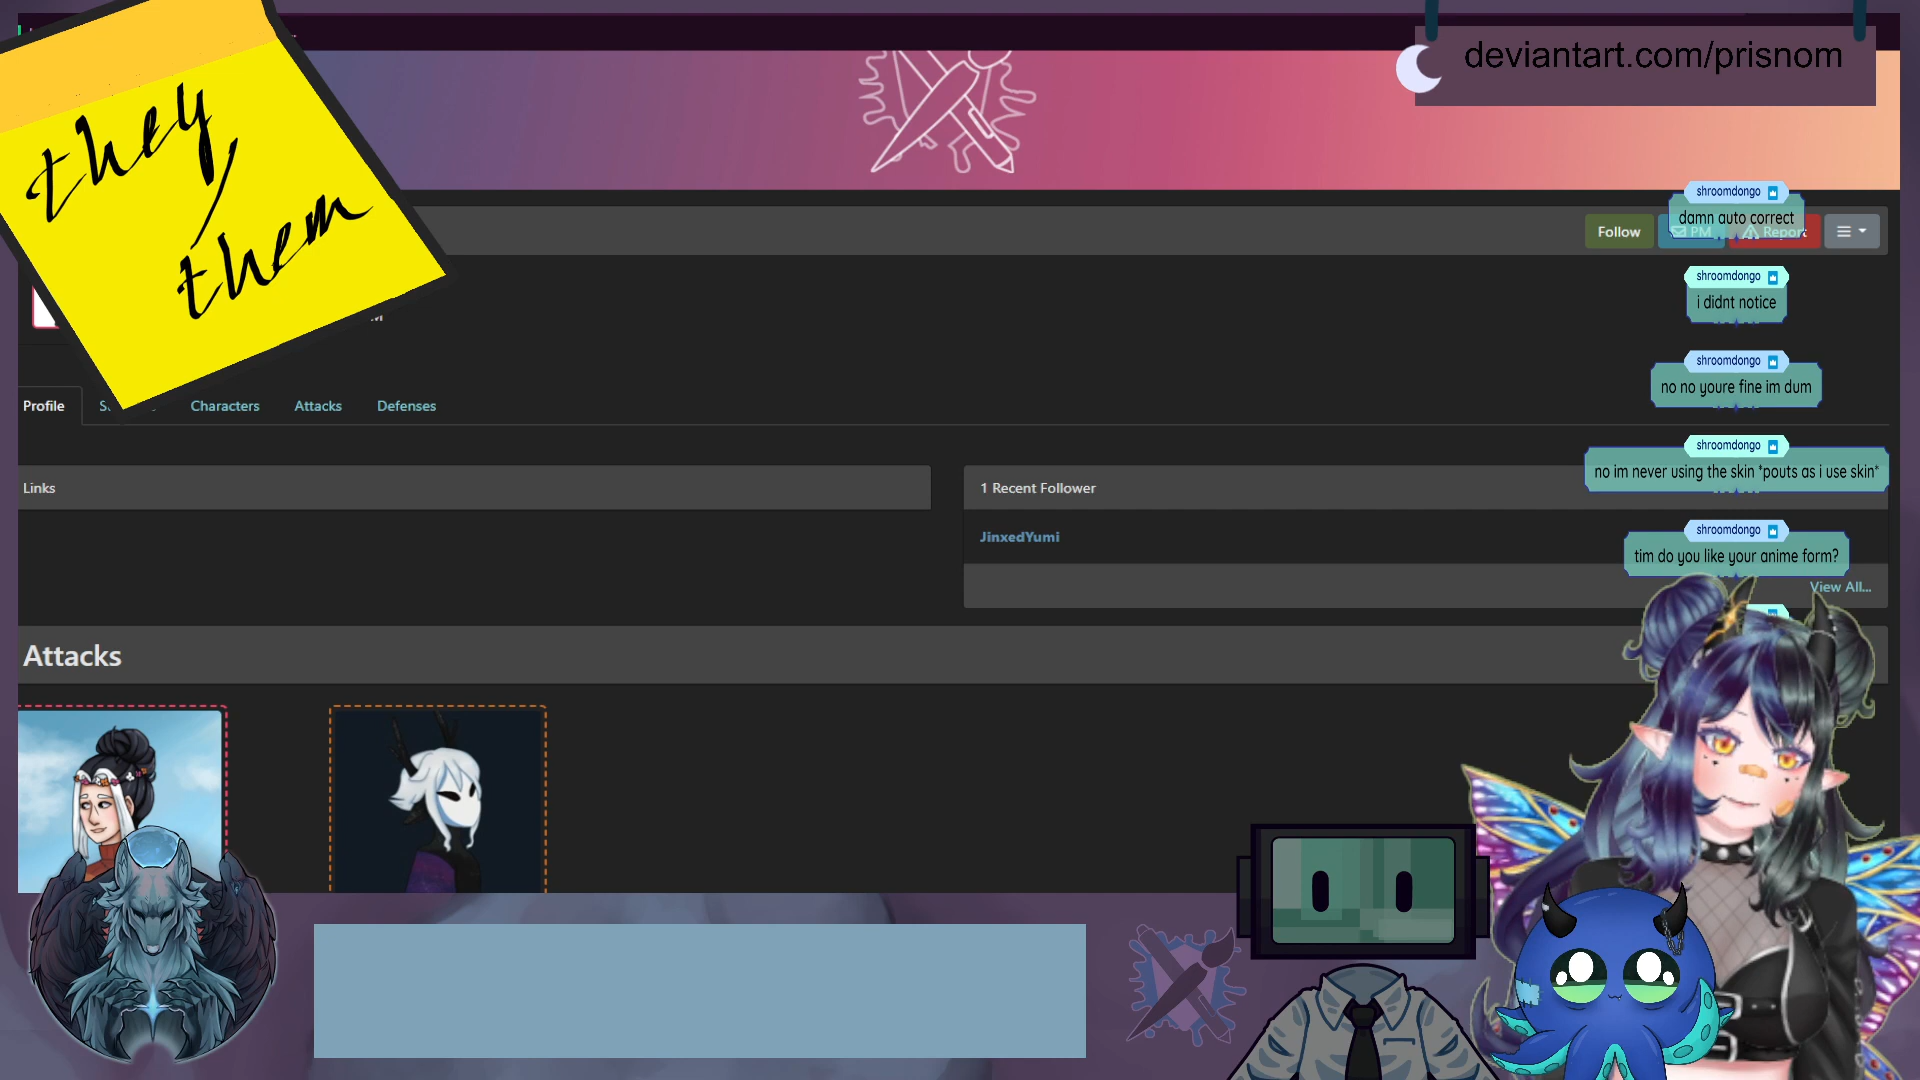 deviantart.com/prisnom
they
/
them
shroomdongo
damn auto correct
Follow
PM
Report
shroomdongo
i didnt notice
shroomdongo
no no youre fine im dum
Profile
Characters
Attacks
Defenses
shroomdongo
no im never using the skin *pouts as i use skin*
Links
1 Recent Follower
JinxedYumi
shroomdongo
tim do you like your anime form?
View All...
Attacks